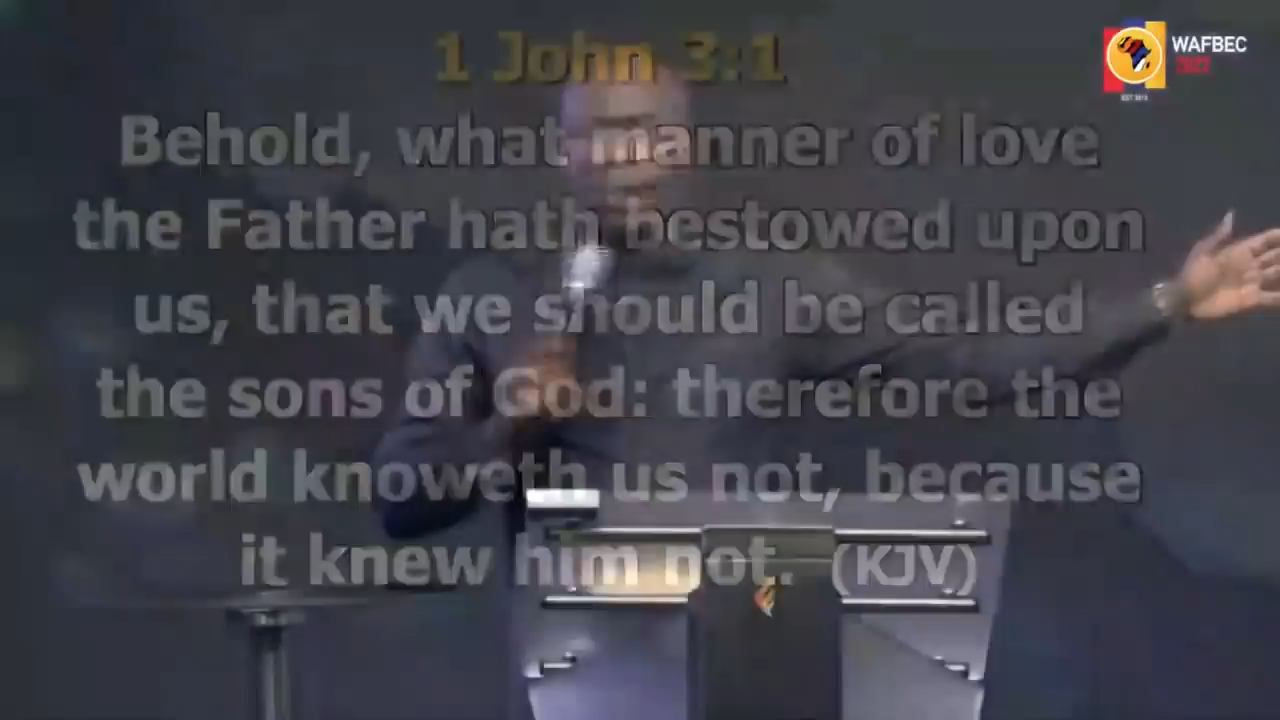 1 John 3:1
Behold, what manner of love
the Father hath bestowed upon
us, that we should be called
the sons of God: therefore the
world knoweth us not, because
it knew him not. (KJV)
WAFBEC
2022